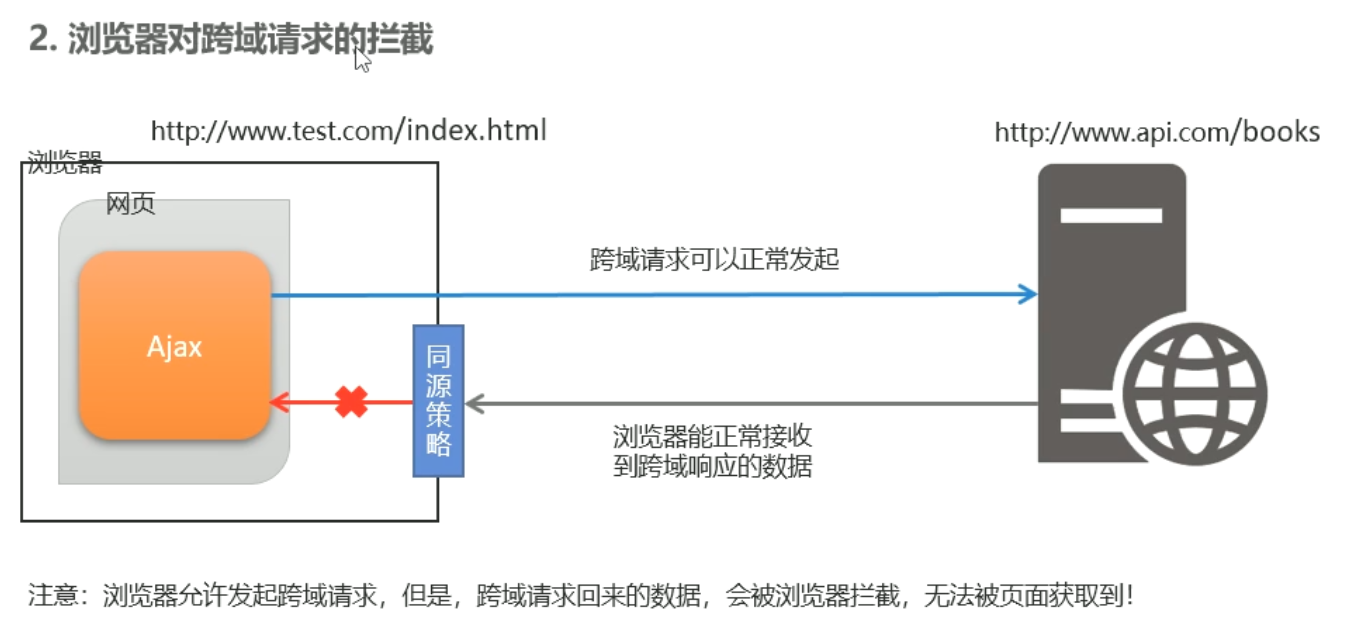 2. 浏览器对跨域请求的拦截
http://www.test.com/index.html
http://www.api.com/books
浏览器
网页
跨域请求可以正常发起
Ajax
同源策略
浏览器能正常接收
到跨域响应的数据
注意：浏览器允许发起跨域请求，但是，跨域请求回来的数据，会被浏览器拦截，无法被页面获取到！